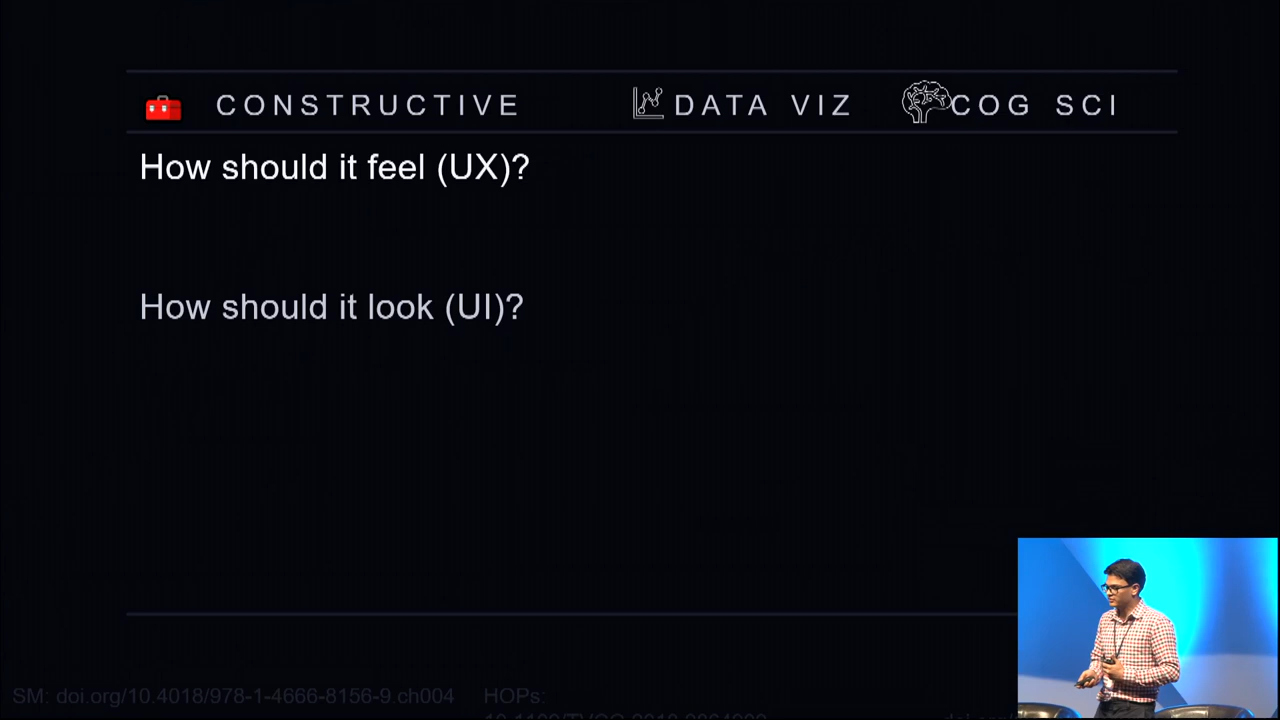 CONSTRUCTIVE DATA VIZ COG SCI
How should it feel (UX)?
How should it look (UI)?
SM: doi.org/10.4018/978-1-4666-8156-9 ch004 HOPs: